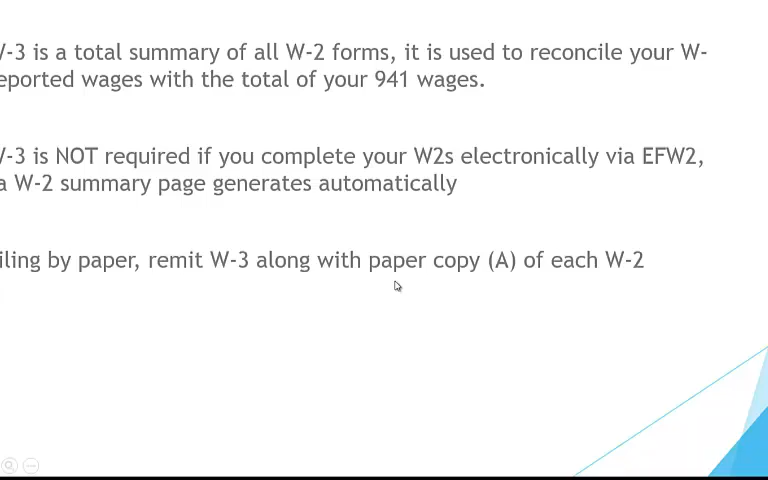 -3 is a total summary of all W-2 forms, it is used to reconcile your W-
eported wages with the total of your 941 wages.
-3 is NOT required if you complete your W2s electronically via EFW2,
a W-2 summary page generates automatically
iling by paper, remit W-3 along with paper copy (A) of each W-2